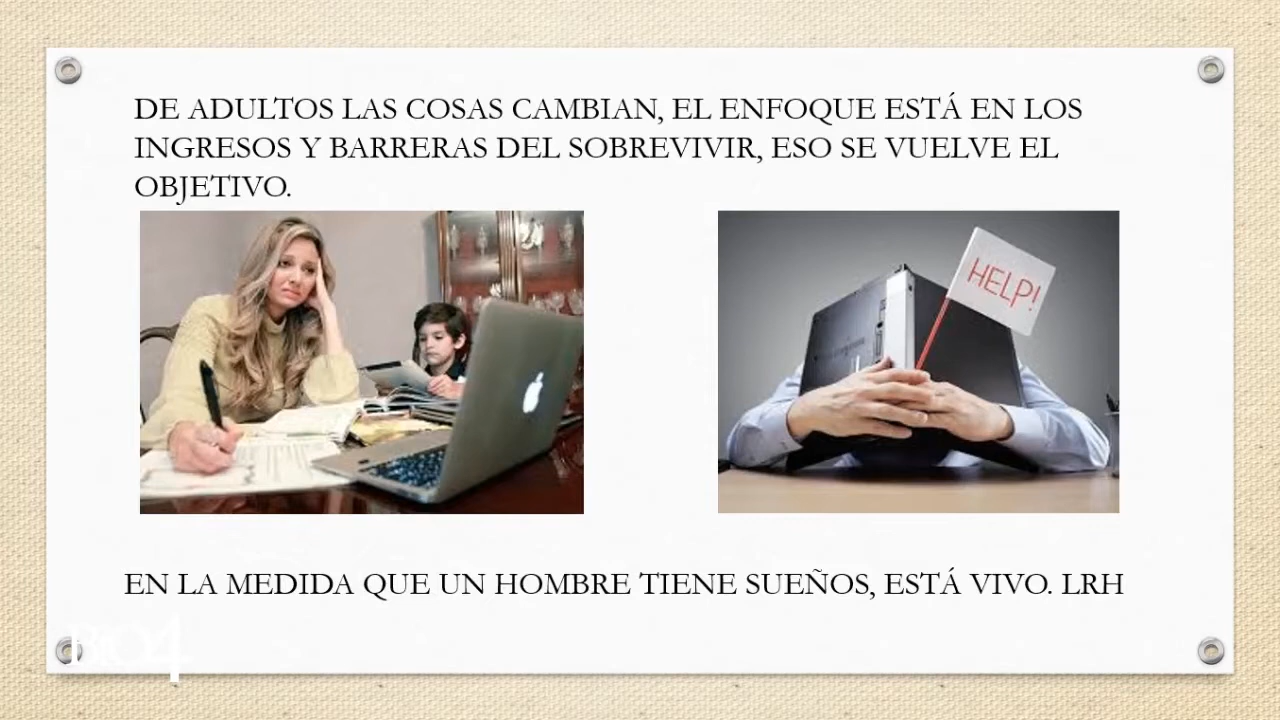 DE ADULTOS LAS COSAS CAMBIAN, EL ENFOQUE ESTÁ EN LOS
INGRESOS Y BARRERAS DEL SOBREVIVIR, ESO SE VUELVE EL
OBJETIVO.
HELP!
EN LA MEDIDA QUE UN HOMBRE TIENE SUEÑOS, ESTÁ VIVO. LRH